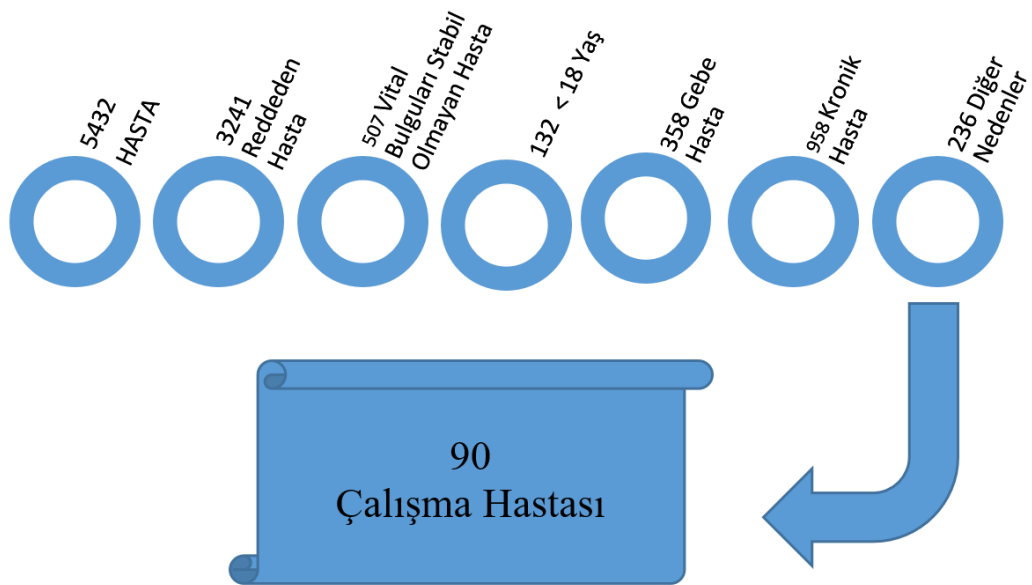 5432
HASTA
3241
Reddeden
Hasta
507 Vital
Bulguları Stabil
Olmayan Hasta
132 < 18 Yaş
358 Gebe
Hasta
958 Kronik
Hasta
236 Diğer
Nedenler
90
Çalışma Hastası